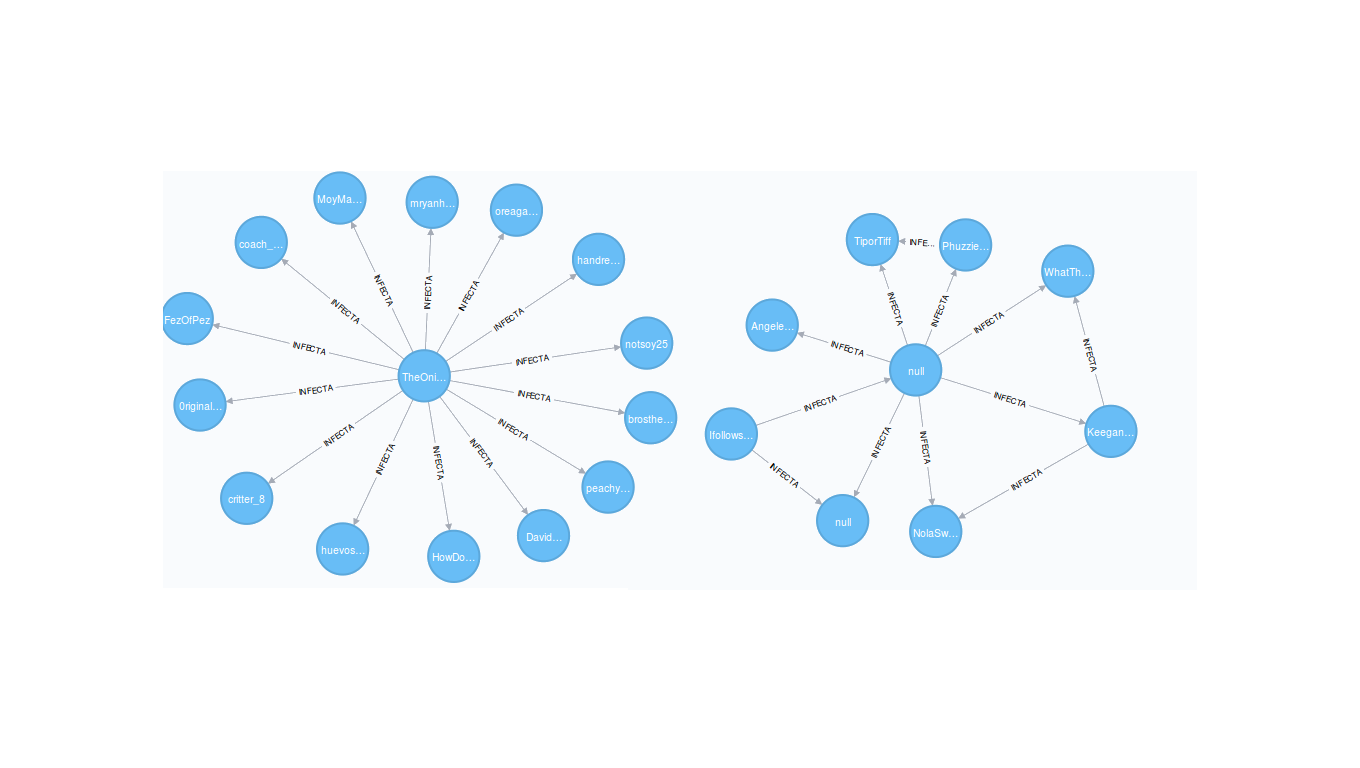 MoyMa...
mryanh...
oreaga...
coach_...
handre...
FezOfPez
notsoy25
0riginal...
TheOni...
brosthe...
critter_8
peachy...
huevos...
HowDo...
David...
INFECTA
INFECTA
INFECTA
INFECTA
INFECTA
INFECTA
INFECTA
INFECTA
INFECTA
INFECTA
INFECTA
INFECTA
INFECTA
INFECTA
TiporTiff
INFE...
Phuzzie...
WhatTh...
Angele...
null
Ifollows...
Keegan...
null
NolaSw...
INFECTA
INFECTA
INFECTA
INFECTA
INFECTA
INFECTA
INFECTA
INFECTA
INFECTA
INFECTA
INFECTA